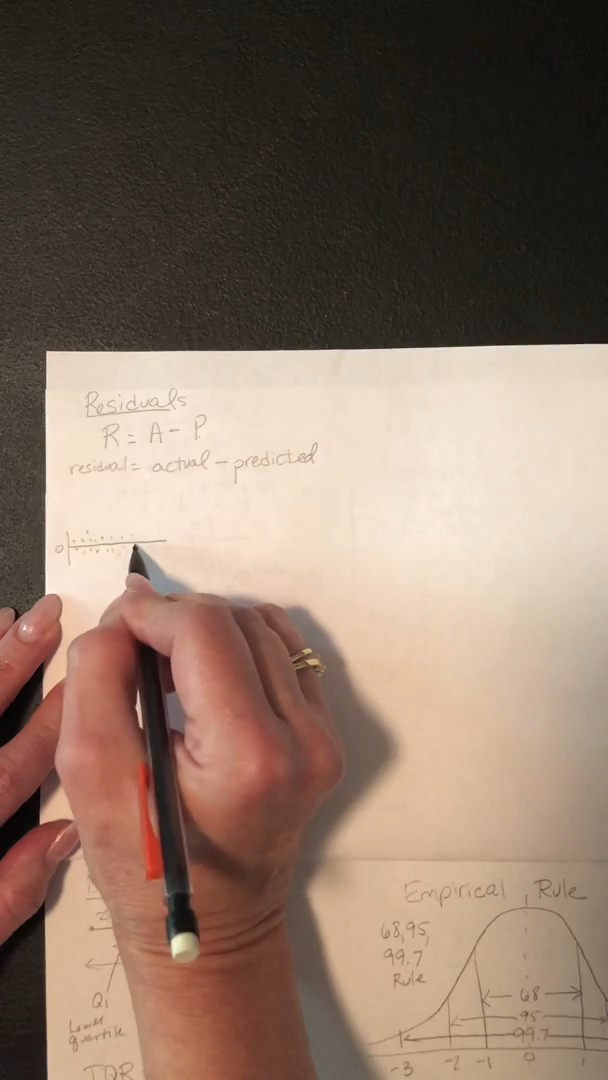 Residuals
R = A - P.
residual = actual - predicted
0
Empirical Rule
68, 95,
99.7
Rule
68
95
99.7
-3 -2 -1 0 1
Q1
Lower
quartile
IQR =